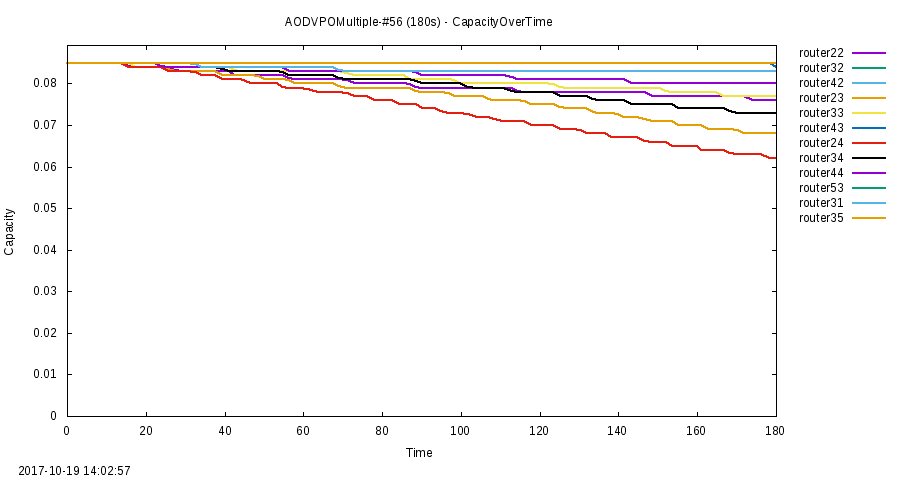 AODVPOMultiple-#56 (180s) - CapacityOverTime
router22
router32
router42
router23
router33
router43
router24
router34
router44
router53
router31
router35
0.08
0.07
0.06
0.05
0.04
0.03
0.02
0.01
0
Capacity
0 20 40 60 80 100 120 140 160 180
Time
2017-10-19 14:02:57